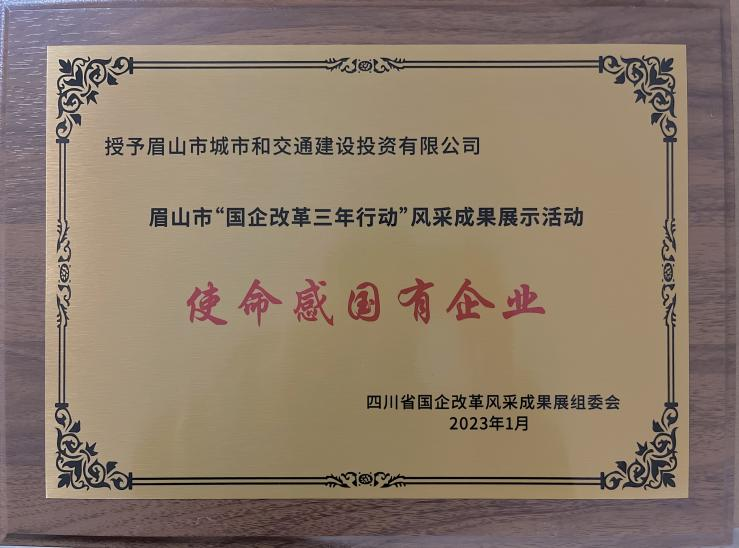 授予眉山市城市和交通建设投资有限公司
眉山市“国企改革三年行动”风采成果展示活动
使命感国有企业
四川省国企改革风采成果展组委会
2023年1月